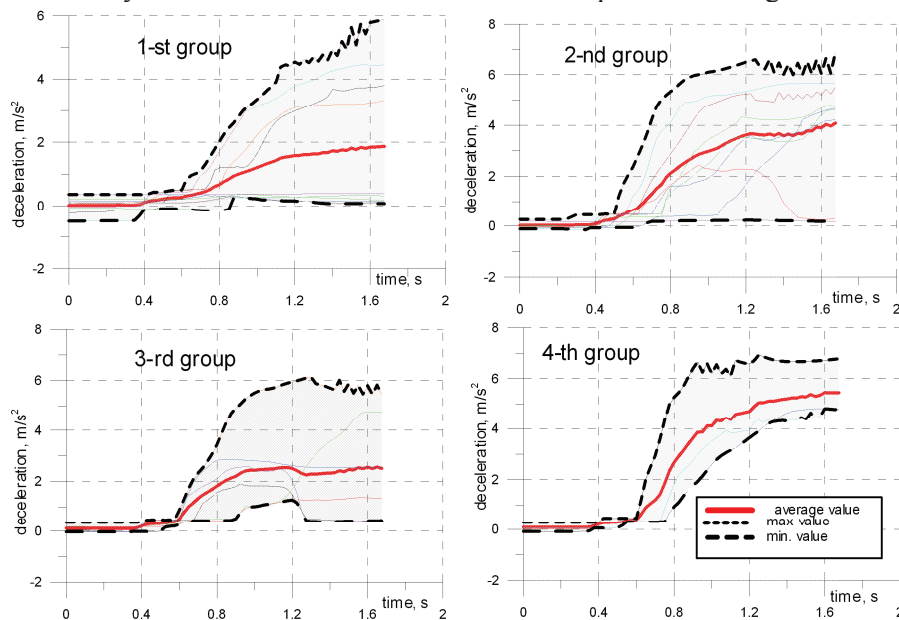 6
4
2
0
-2
deceleration, m/s²
1-st group
time, s
0 0.4 0.8 1.2 1.6 2
8
6
4
2
0
-2
deceleration, m/s²
2-nd group
time, s
0 0.4 0.8 1.2 1.6 2
8
6
4
2
0
-2
deceleration, m/s²
3-rd group
time, s
0 0.4 0.8 1.2 1.6 2
8
6
4
2
0
-2
deceleration, m/s²
4-th group
average value
max value
min. value
time, s
0 0.4 0.8 1.2 1.6 2